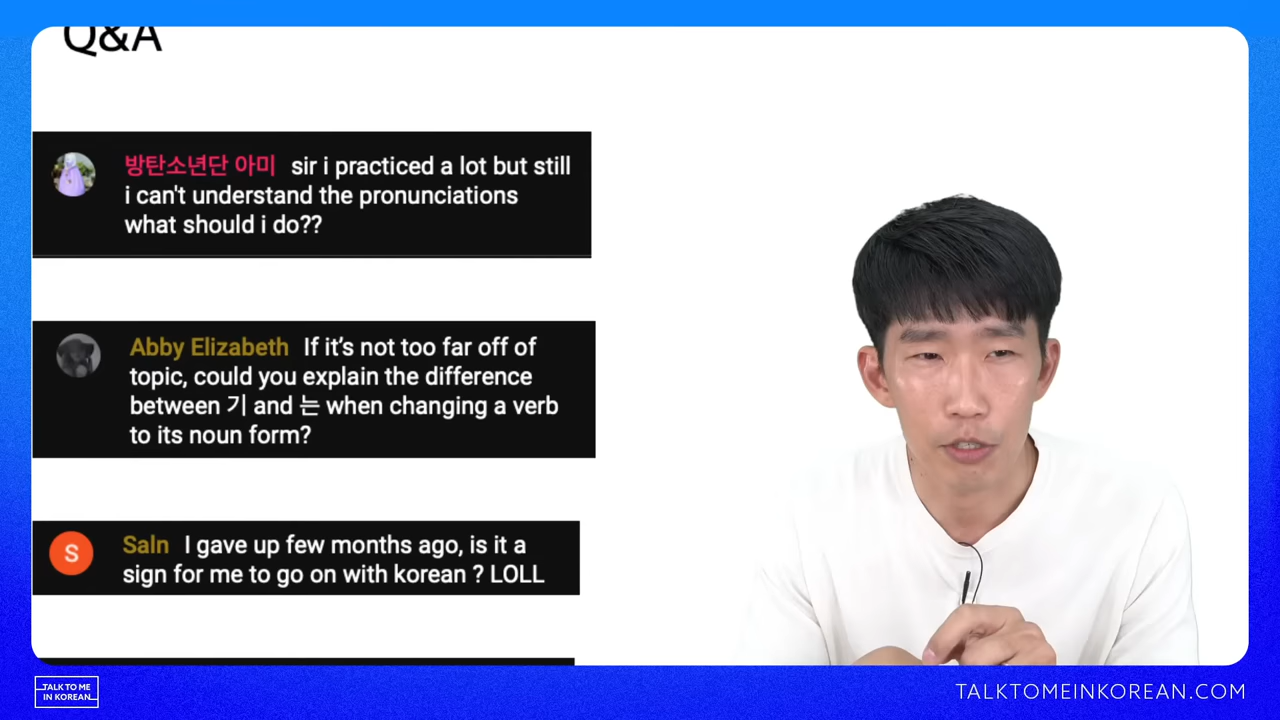 Q&A
방탄소년단 아미 sir i practiced a lot but still
i can't understand the pronunciations
what should i do??
Abby Elizabeth If it's not too far off of
topic, could you explain the difference
between 기 and 는 when changing a verb
to its noun form?
S
Saln I gave up few months ago, is it a
sign for me to go on with korean ? LOLL
TALK TO ME
IN KOREAN
TALKTOMEINKOREAN.COM